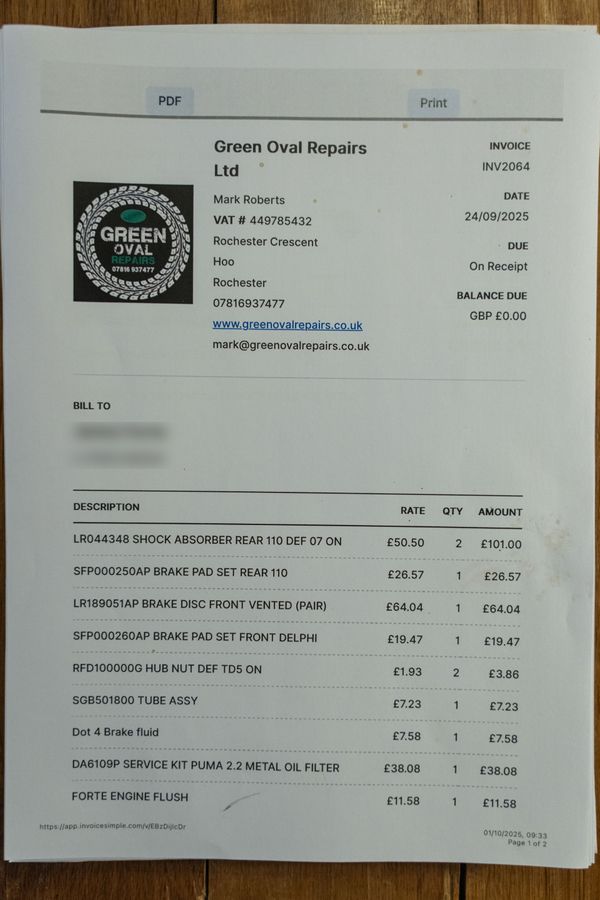 PDF
Print
Green Oval Repairs
Ltd
Mark Roberts
VAT # 449785432
Rochester Crescent
Hoo
Rochester
07816937477
www.greenovalrepairs.co.uk
mark@greenovalrepairs.co.uk
INVOICE
INV2064
DATE
24/09/2025
DUE
On Receipt
BALANCE DUE
GBP £0.00
GREEN
OVAL
REPAIRS
07816 937477
BILL TO
DESCRIPTION RATE QTY AMOUNT
LR044348 SHOCK ABSORBER REAR 110 DEF 07 ON £50.50 2 £101.00
SFP000250AP BRAKE PAD SET REAR 110 £26.57 1 £26.57
LR189051AP BRAKE DISC FRONT VENTED (PAIR) £64.04 1 £64.04
SFP000260AP BRAKE PAD SET FRONT DELPHI £19.47 1 £19.47
RFD100000G HUB NUT DEF TD5 ON £1.93 2 £3.86
SGB501800 TUBE ASSY £7.23 1 £7.23
Dot 4 Brake fluid £7.58 1 £7.58
DA6109P SERVICE KIT PUMA 2.2 METAL OIL FILTER £38.08 1 £38.08
FORTE ENGINE FLUSH £11.58 1 £11.58
https://app.invoicesimple.com/v/EBzDijlcDr
01/10/2025, 09:33
Page 1 of 2